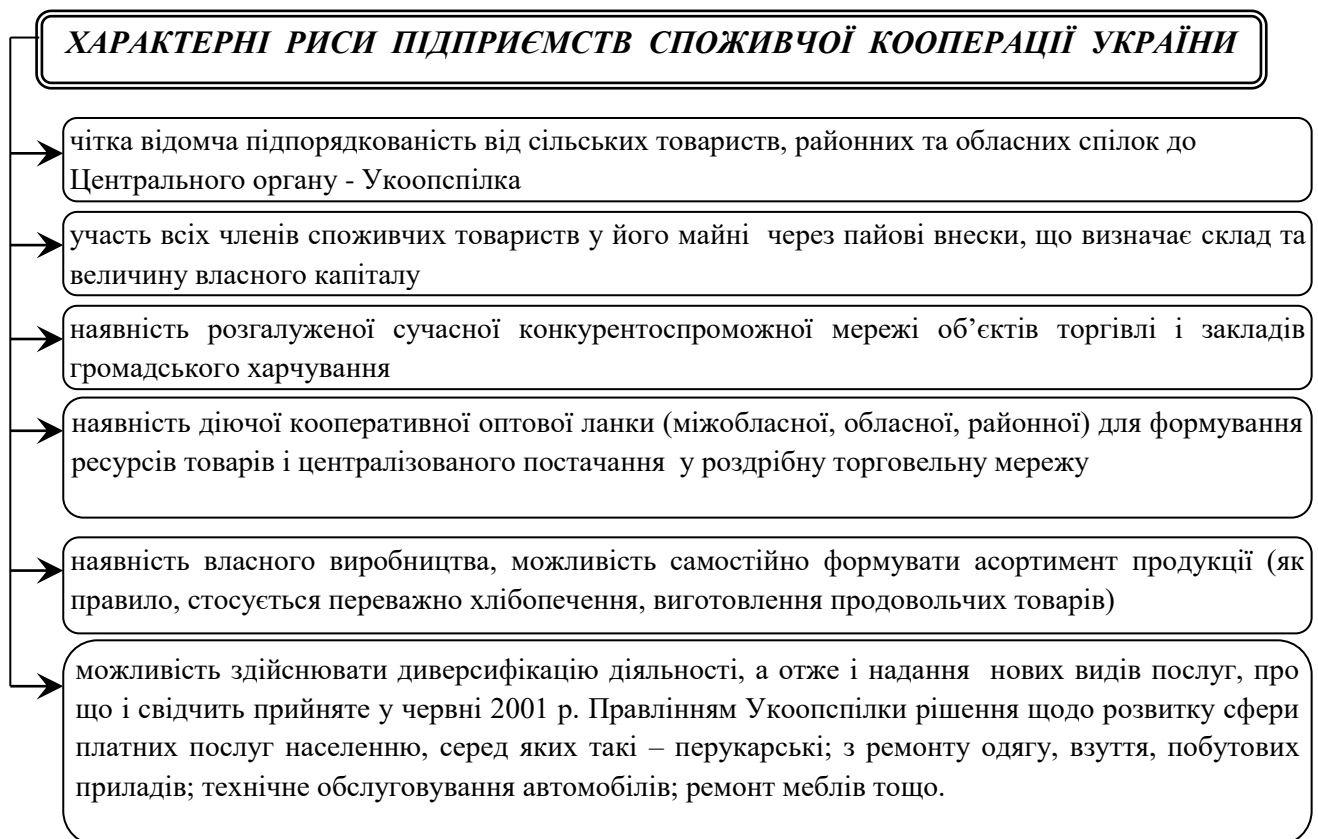 ХАРАКТЕРНІ РИСИ ПІДПРИЄМСТВ СПОЖИВЧОЇ КООПЕРАЦІЇ УКРАЇНИ
чітка відомча підпорядкованість від сільських товариств, районних та обласних спілок до
Центрального органу - Укоопспілка
участь всіх членів споживчих товариств у його майні через пайові внески, що визначає склад та
величину власного капіталу
наявність розгалуженої сучасної конкурентоспроможної мережі об’єктів торгівлі і закладів
громадського харчування
наявність діючої кооперативної оптової ланки (міжобласної, обласної, районної) для формування
ресурсів товарів і централізованого постачання у роздрібну торговельну мережу
наявність власного виробництва, можливість самостійно формувати асортимент продукції (як
правило, стосується переважно хлібопечення, виготовлення продовольчих товарів)
можливість здійснювати диверсифікацію діяльності, а отже і надання нових видів послуг, про
що і свідчить прийняте у червні 2001 р. Правлінням Укоопспілки рішення щодо розвитку сфери
платних послуг населенню, серед яких такі – перукарські; з ремонту одягу, взуття, побутових
приладів; технічне обслуговування автомобілів; ремонт меблів тощо.